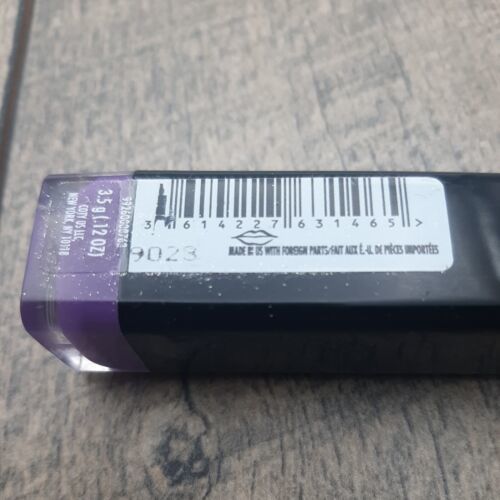 3 614227 631465 >
MADE IN US WITH FOREIGN PARTS/FAIT AUX É.-U. DE PIÈCES IMPORTÉES
9023
3.5 g (.12 OZ)
COTY US LLC
NEW YORK, NY 10118